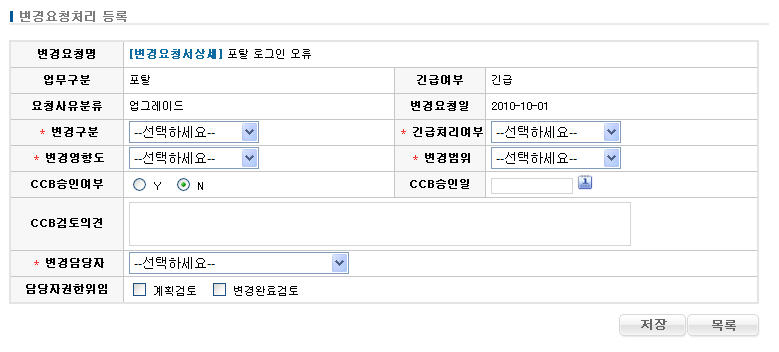 변경요청처리 등록
변경요청명 [변경요청서상세] 포탈 로그인 오류
업무구분 포탈 긴급여부 긴급
요청사유분류 업그레이드 변경요청일 2010-10-01
* 변경구분 --선택하세요-- * 긴급처리여부 --선택하세요--
* 변경영향도 --선택하세요-- * 변경범위 --선택하세요--
CCB승인여부 Y N CCB승인일
CCB검토의견
* 변경담당자 --선택하세요--
담당자권한위임 계획검토 변경완료검토
저장 목록